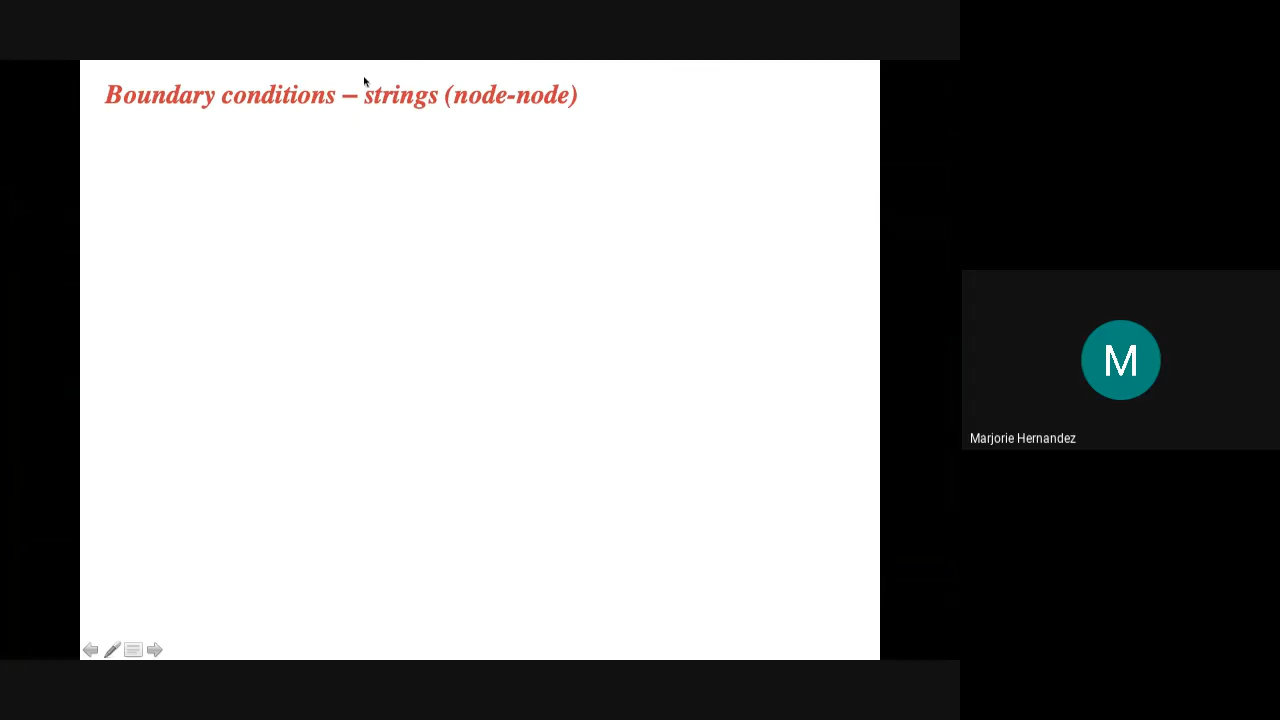 Boundary conditions – strings (node-node)
M
Marjorie Hernandez